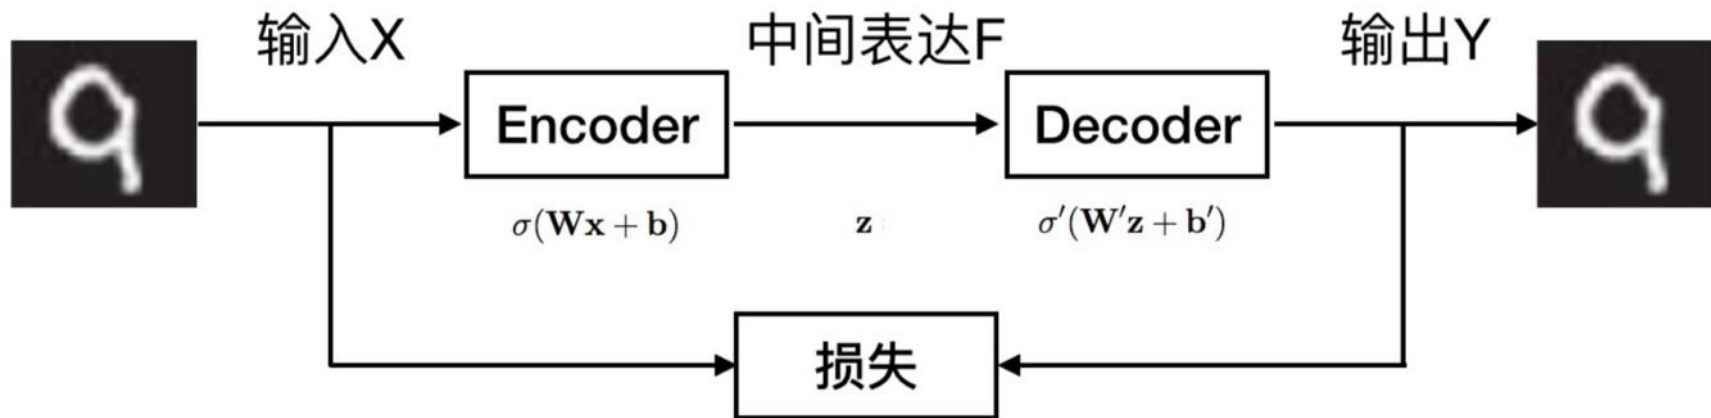 输入X
中间表达F
输出Y
Encoder
Decoder
σ(Wx + b)
z
σ′(W′z + b′)
损失